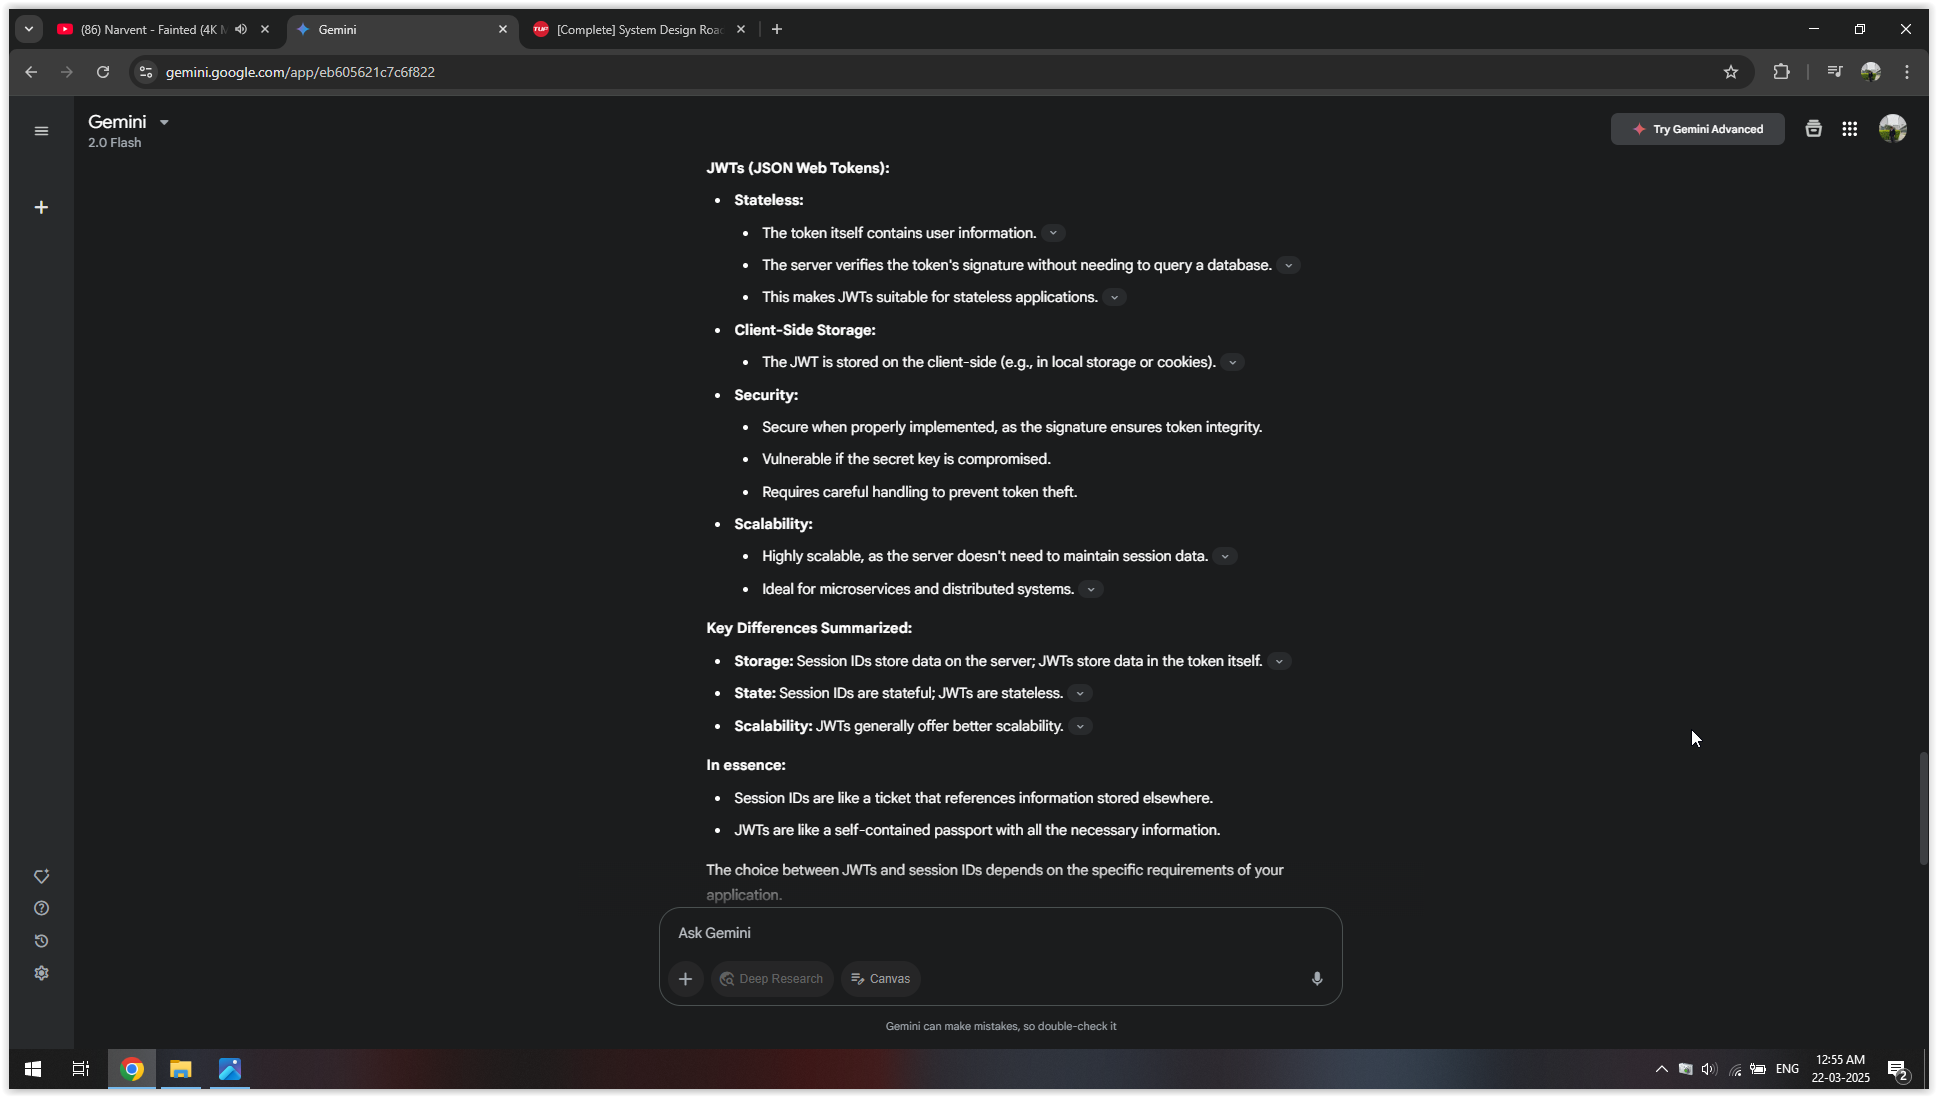 (86) Narvent - Fainted (4K M
Gemini
[Complete] System Design Road
gemini.google.com/app/eb605621c7c6f822
Gemini
2.0 Flash
Try Gemini Advanced
JWTs (JSON Web Tokens):
Stateless:
The token itself contains user information.
The server verifies the token's signature without needing to query a database.
This makes JWTs suitable for stateless applications.
Client-Side Storage:
The JWT is stored on the client-side (e.g., in local storage or cookies).
Security:
Secure when properly implemented, as the signature ensures token integrity.
Vulnerable if the secret key is compromised.
Requires careful handling to prevent token theft.
Scalability:
Highly scalable, as the server doesn't need to maintain session data.
Ideal for microservices and distributed systems.
Key Differences Summarized:
Storage: Session IDs store data on the server; JWTs store data in the token itself.
State: Session IDs are stateful; JWTs are stateless.
Scalability: JWTs generally offer better scalability.
In essence:
Session IDs are like a ticket that references information stored elsewhere.
JWTs are like a self-contained passport with all the necessary information.
The choice between JWTs and session IDs depends on the specific requirements of your
application.
Ask Gemini
Deep Research
Canvas
Gemini can make mistakes, so double-check it
ENG
12:55 AM
22-03-2025
2